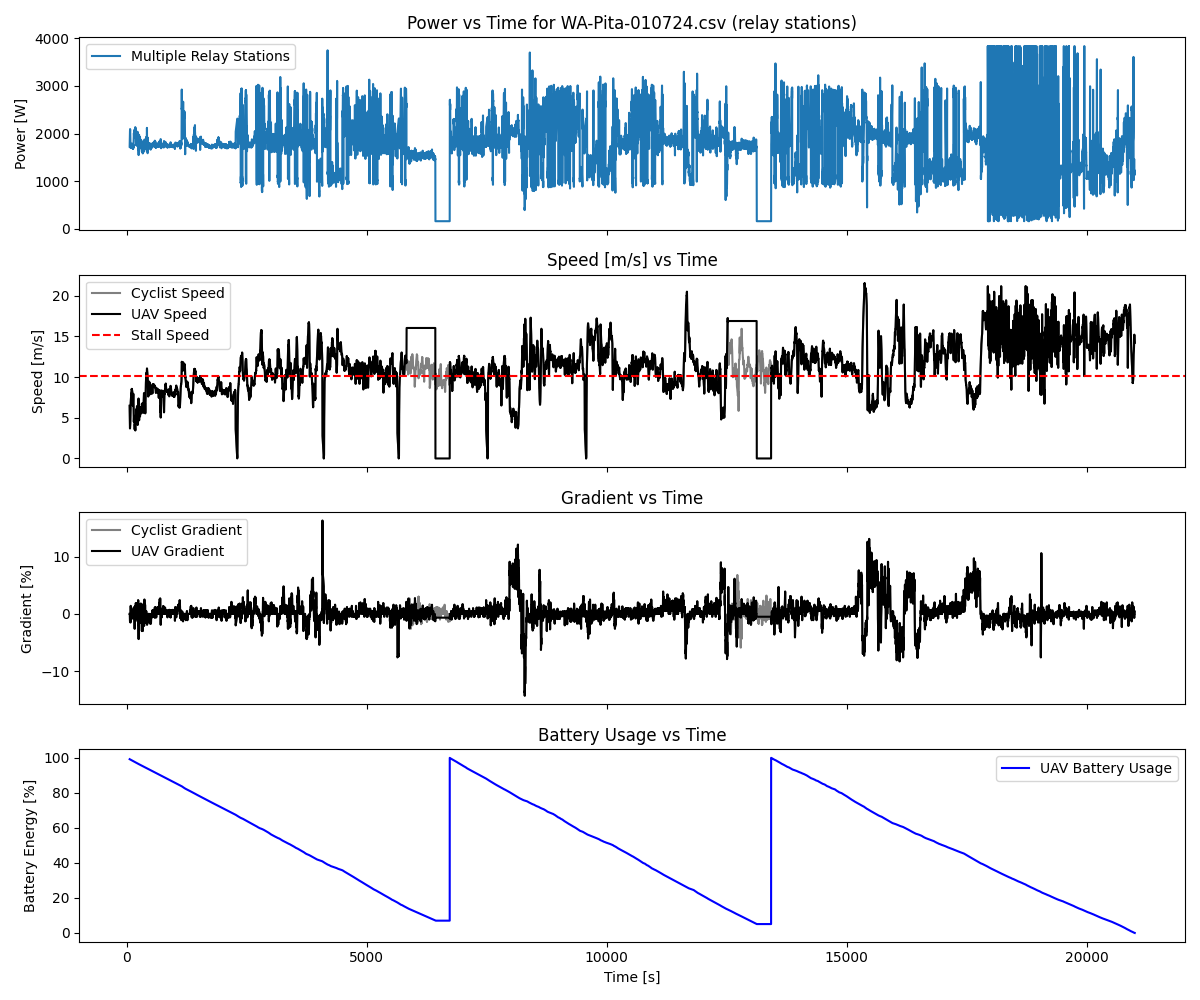 Power vs Time for WA-Pita-010724.csv (relay stations)
4000
3000
2000
1000
0
Power [W]
Multiple Relay Stations
Speed [m/s] vs Time
20
15
10
5
0
Speed [m/s]
Cyclist Speed
UAV Speed
Stall Speed
Gradient vs Time
10
0
−10
Gradient [%]
Cyclist Gradient
UAV Gradient
Battery Usage vs Time
100
80
60
40
20
0
Battery Energy [%]
UAV Battery Usage
0 5000 10000 15000 20000
Time [s]